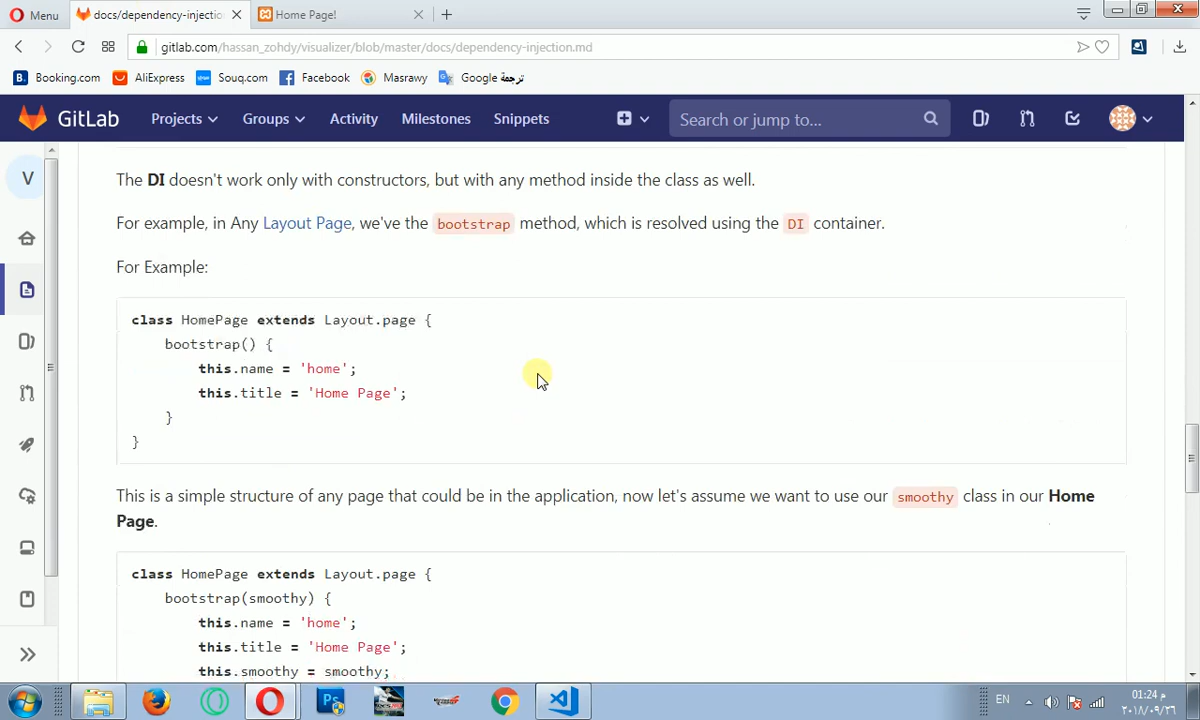 Menu
docs/dependency-injectio
Home Page!
gitlab.com/hassan_zohdy/visualizer/blob/master/docs/dependency-injection.md
B.
Booking.com
AliExpress
Souq.com
Facebook
Masrawy
Google ترجمة
GitLab
Projects
Groups
Activity
Milestones
Snippets
Search or jump to...
V
The DI doesn't work only with constructors, but with any method inside the class as well.
For example, in Any Layout Page, we've the bootstrap method, which is resolved using the DI container.
For Example:
class HomePage extends Layout.page {
bootstrap() {
this.name = 'home';
this.title = 'Home Page';
}
}
This is a simple structure of any page that could be in the application, now let's assume we want to use our smoothy class in our Home
Page.
class HomePage extends Layout.page {
bootstrap(smoothy) {
this.name = 'home';
this.title = 'Home Page';
this.smoothy = smoothy;
Ps
EN
01:24 م
٢٠١٨/٠٩/٢٦